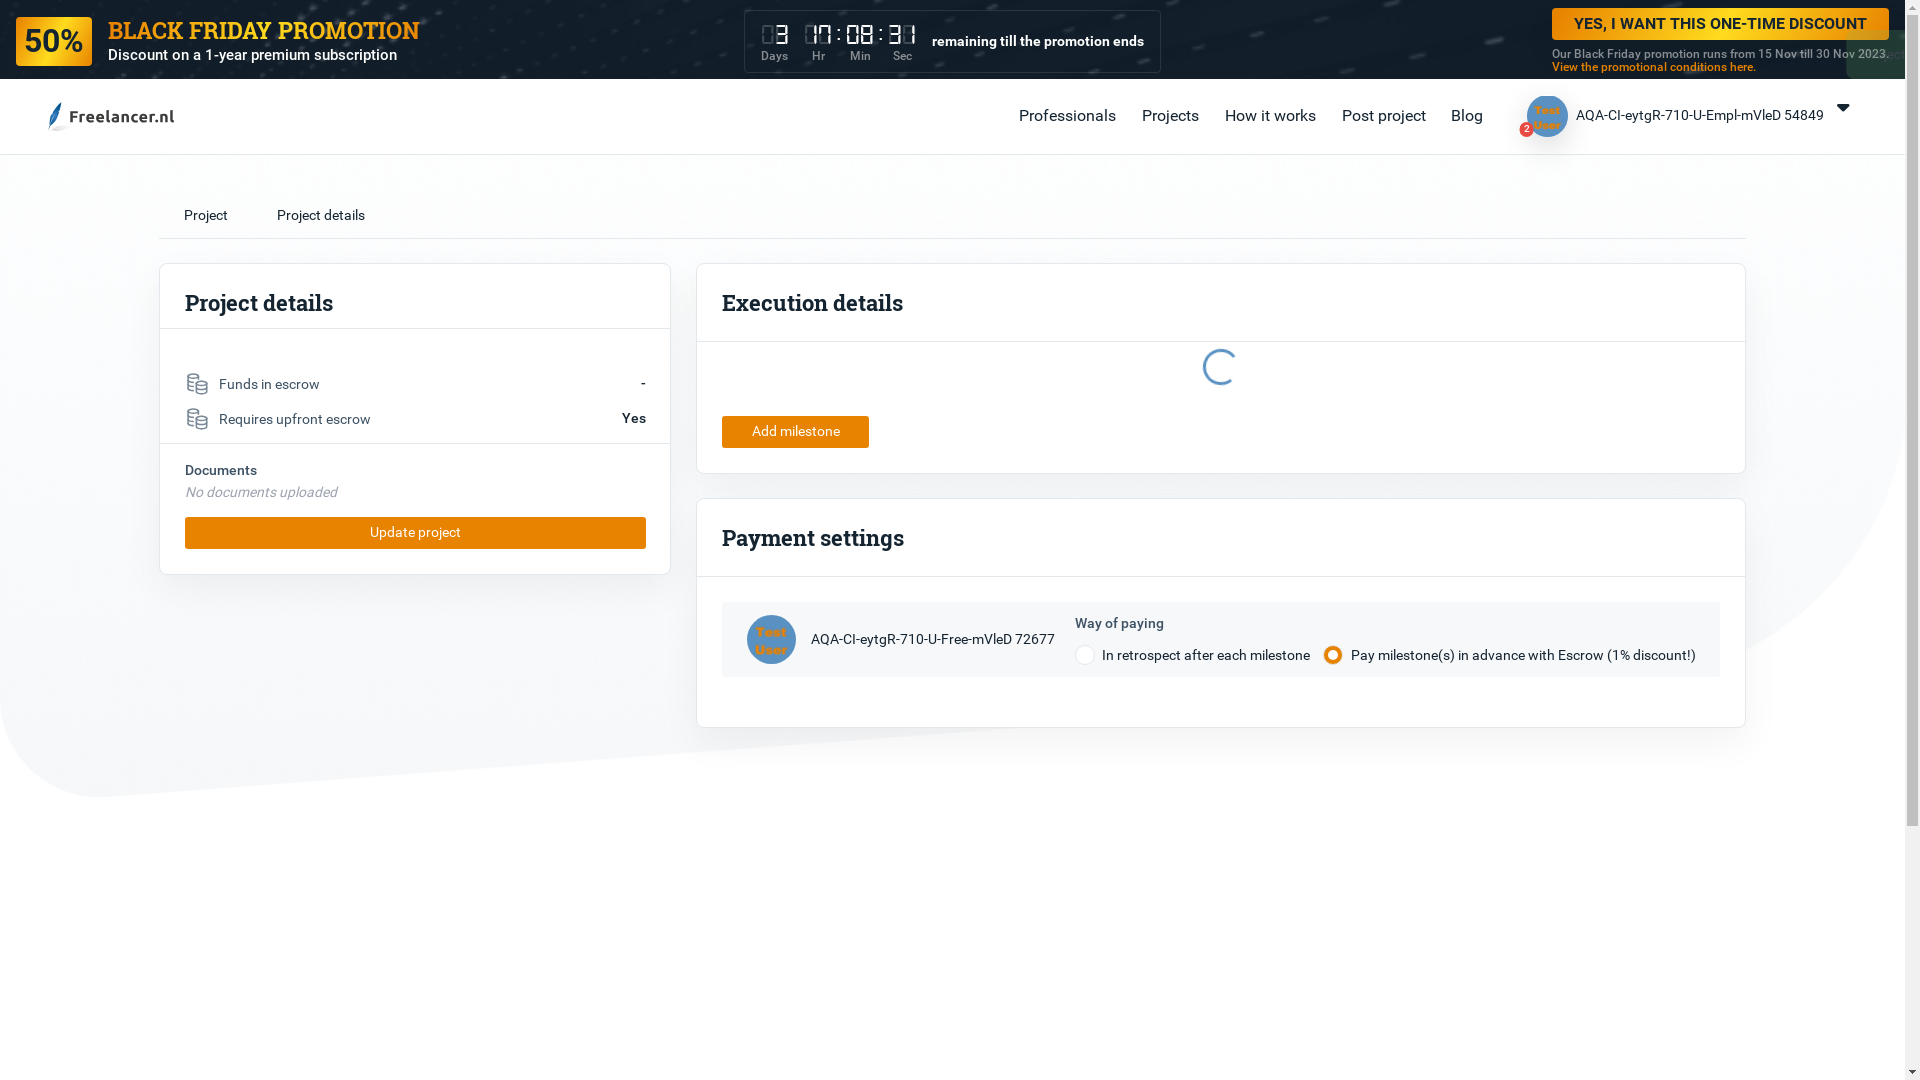 50%
BLACK FRIDAY PROMOTION
Discount on a 1-year premium subscription
3 17:08:31
Days Hr Min Sec
remaining till the promotion ends
YES, I WANT THIS ONE-TIME DISCOUNT
Our Black Friday promotion runs from 15 Nov till 30 Nov 2023.
View the promotional conditions here.
Freelancer.nl
Professionals
Projects
How it works
Post project
Blog
Test
User
2
AQA-CI-eytgR-710-U-Empl-mVleD 54849
Project
Project details
Project details
Funds in escrow -
Requires upfront escrow Yes
Documents
No documents uploaded
Update project
Execution details
Add milestone
Payment settings
Test
User
AQA-CI-eytgR-710-U-Free-mVleD 72677
Way of paying
In retrospect after each milestone
Pay milestone(s) in advance with Escrow (1% discount!)